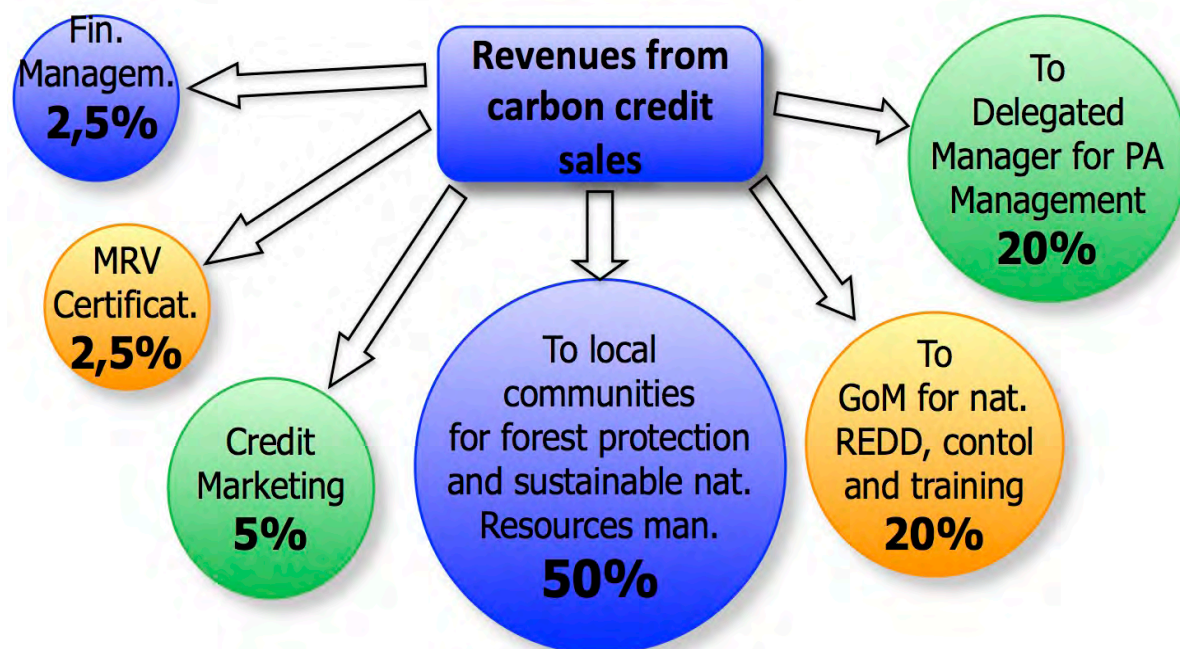 Revenues from
carbon credit
sales
Fin.
Managem.
2,5%
MRV
Certificat.
2,5%
Credit
Marketing
5%
To local
communities
for forest protection
and sustainable nat.
Resources man.
50%
To
GoM for nat.
REDD, contol
and training
20%
To
Delegated
Manager for PA
Management
20%